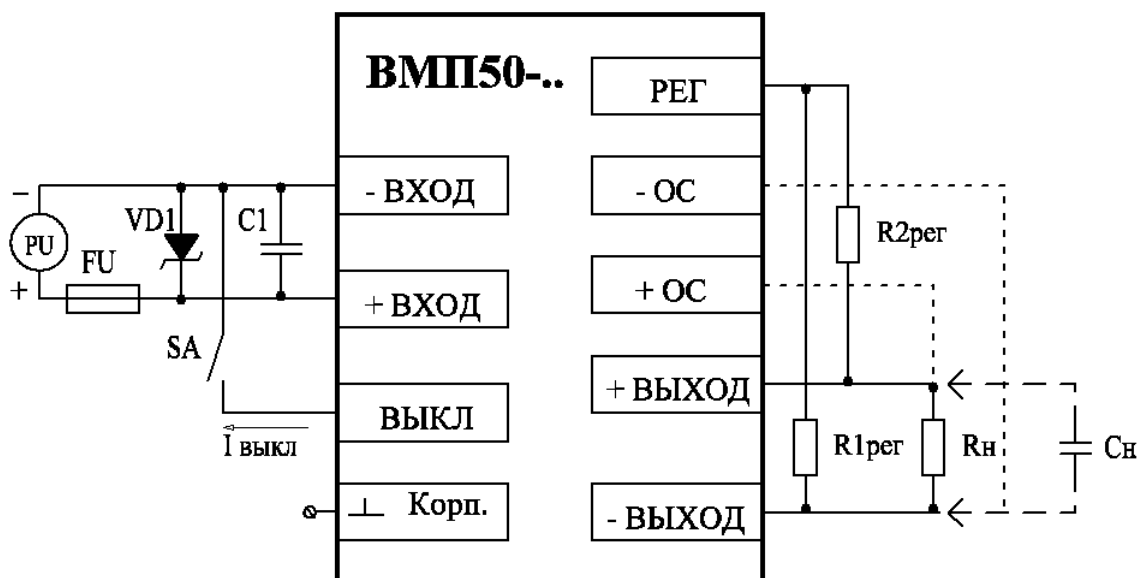 ВМП50-..
РЕГ
- ВХОД
- ОС
–
VD1
C1
R2рег
PU
FU
+
+ ВХОД
+ ОС
SA
+ ВЫХОД
ВЫКЛ
I выкл
R1рег
Rн
Cн
Корп.
- ВЫХОД